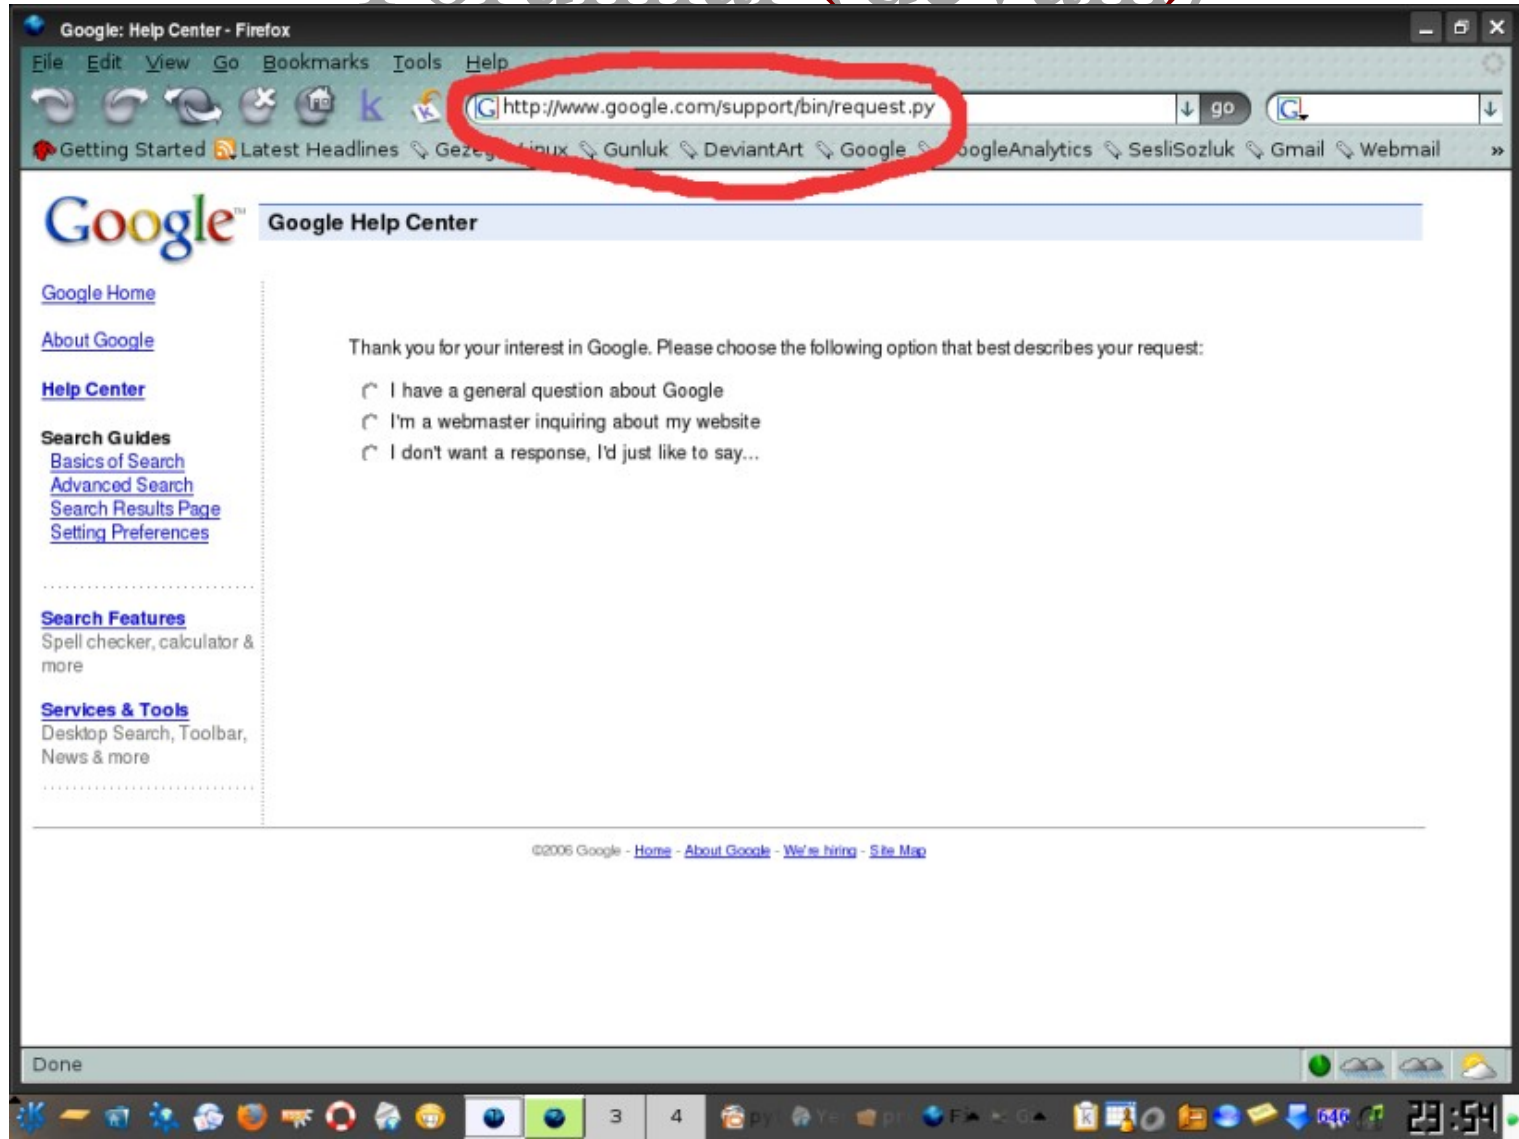 Google: Help Center - Firefox
File Edit View Go Bookmarks Tools Help
http://www.google.com/support/bin/request.py go
Getting Started Latest Headlines Gunluk DeviantArt Google GoogleAnalytics SesliSozluk Gmail Webmail »
Google™ Google Help Center
Google Home
About Google
Help Center
Search Guides
Basics of Search
Advanced Search
Search Results Page
Setting Preferences
Search Features
Spell checker, calculator &
more
Services & Tools
Desktop Search, Toolbar,
News & more
Thank you for your interest in Google. Please choose the following option that best describes your request:
I have a general question about Google
I'm a webmaster inquiring about my website
I don't want a response, I'd just like to say...
©2006 Google - Home - About Google - We're hiring - Site Map
Done
3 4 646 23:54